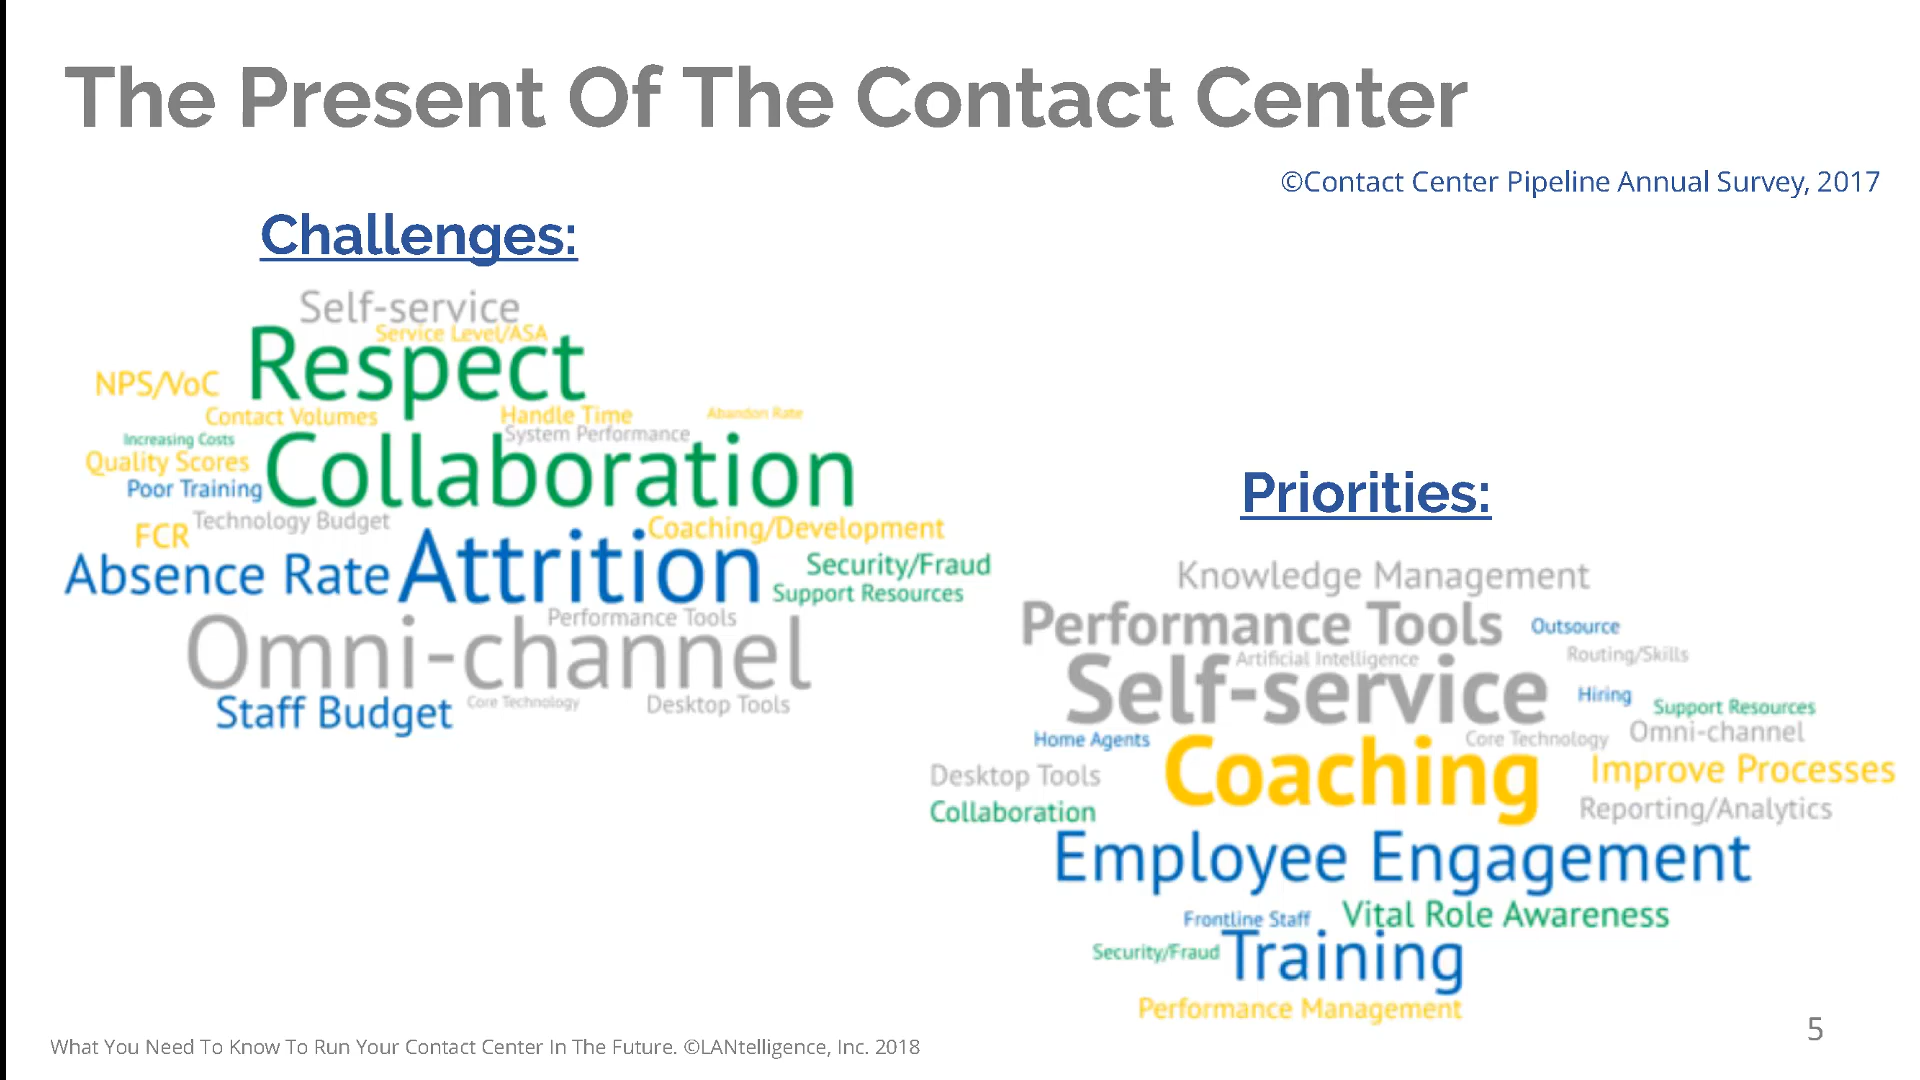 The Present Of The Contact Center
©Contact Center Pipeline Annual Survey, 2017
Challenges:
Self-service
Service Level/ASA
Respect
NPS/VoC
Contact Volumes
Handle Time
Abandon Rate
System Performance
Increasing Costs
Collaboration
Quality Scores
Poor Training
Technology Budget
FCR
Coaching/Development
Absence Rate
Attrition
Security/Fraud
Support Resources
Performance Tools
Omni-channel
Staff Budget
Core Technology
Desktop Tools
Priorities:
Knowledge Management
Performance Tools
Outsource
Artificial Intelligence
Routing/Skills
Self-service
Hiring
Support Resources
Home Agents
Core Technology
Omni-channel
Desktop Tools
Coaching
Improve Processes
Collaboration
Reporting/Analytics
Employee Engagement
Frontline Staff
Vital Role Awareness
Security/Fraud
Training
Performance Management
What You Need To Know To Run Your Contact Center In The Future. ©LANtelligence, Inc. 2018
5